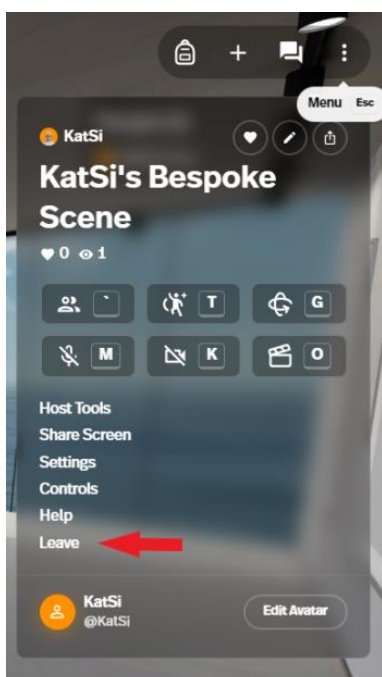 Menu Esc
KatSi
KatSi's Bespoke
Scene
0 1
` T G
M K O
Host Tools
Share Screen
Settings
Controls
Help
Leave
KatSi
@KatSi
Edit Avatar